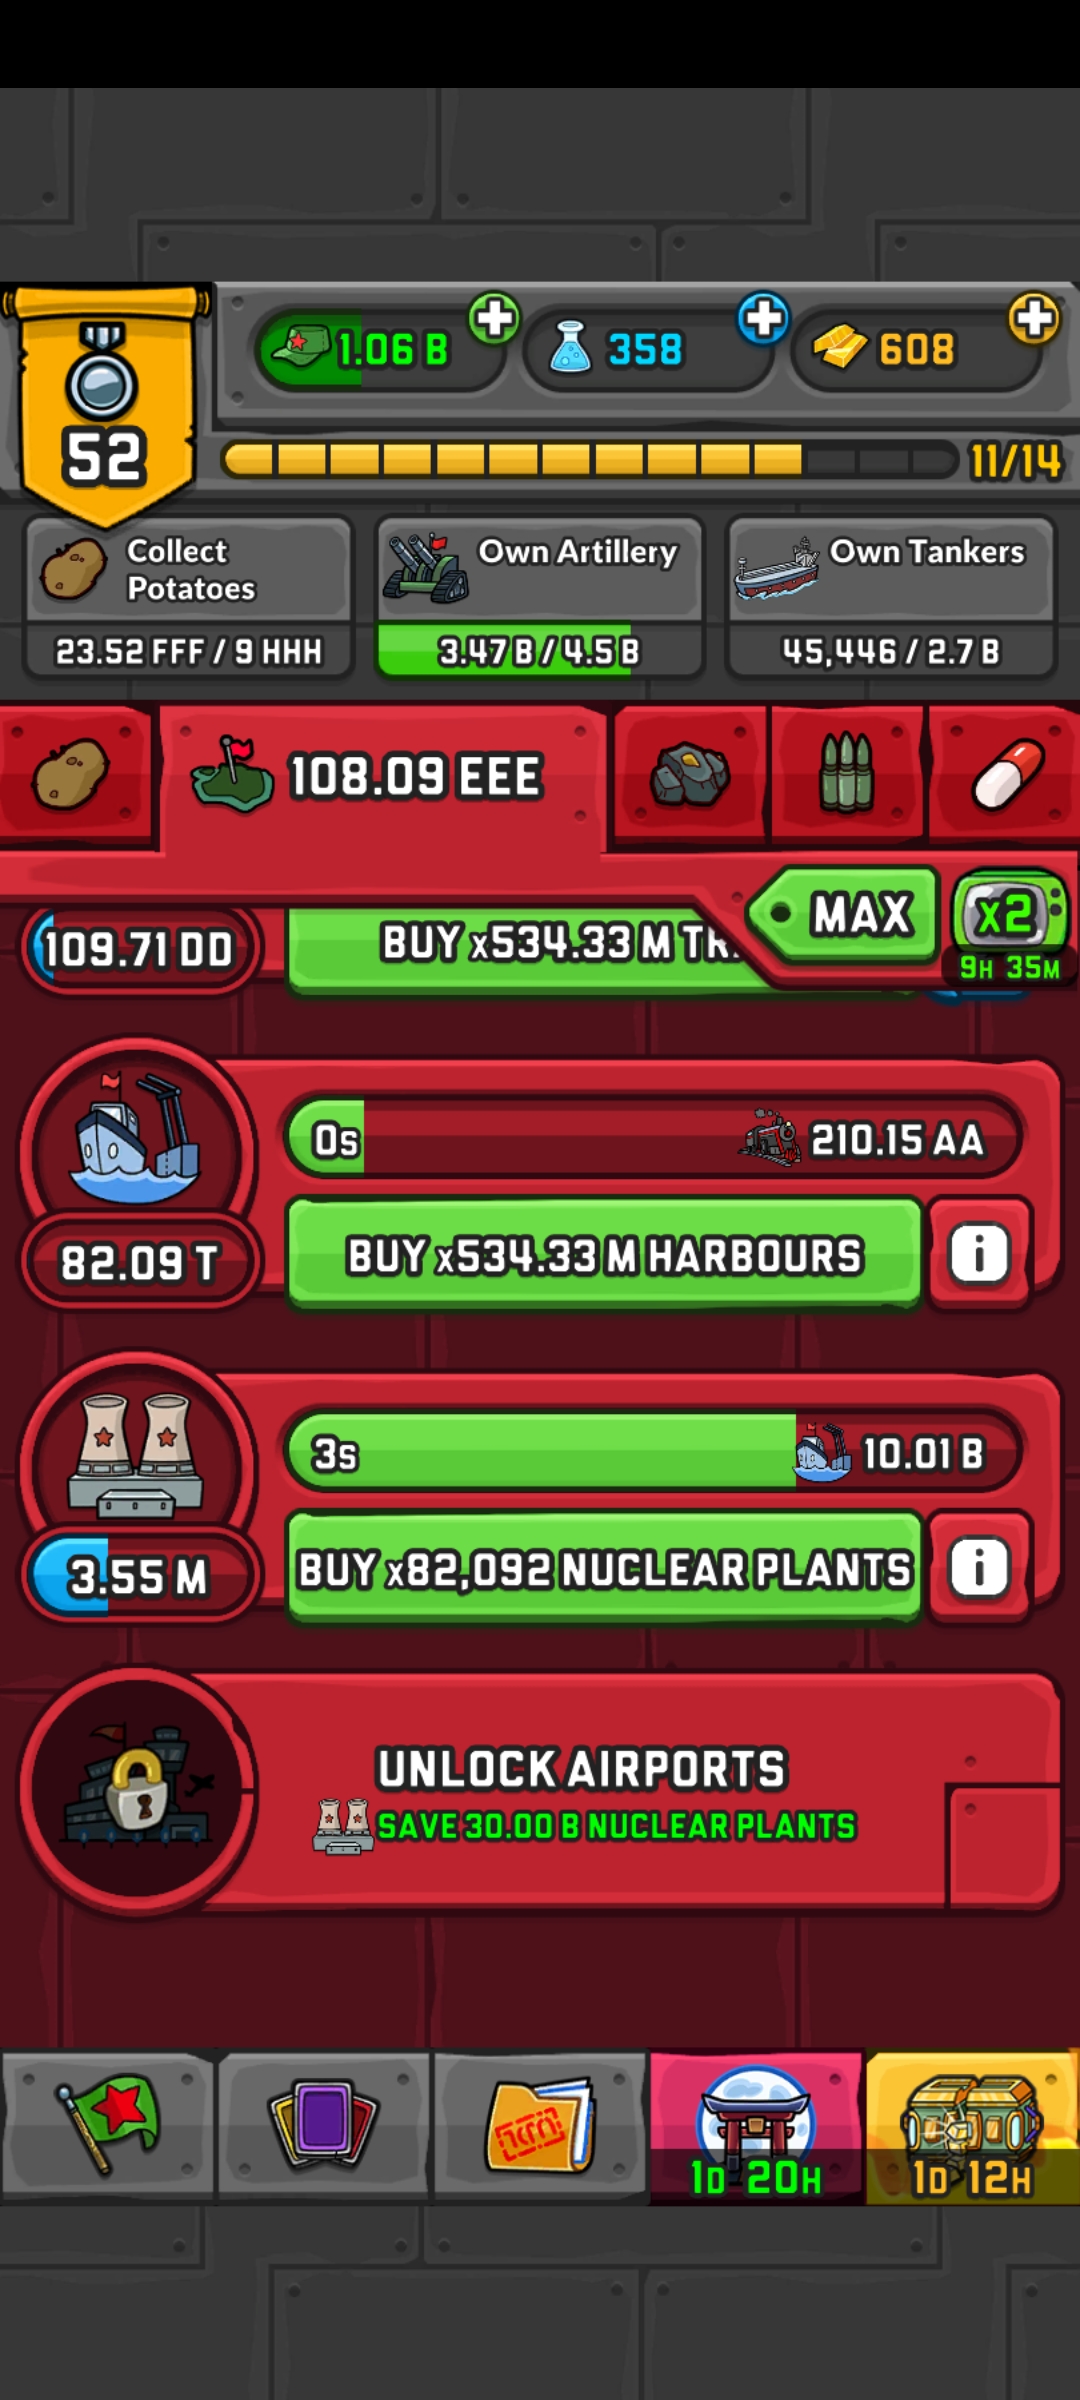 1.06 B
358
608
52
11/14
Collect
Potatoes
23.52 FFF / 9 HHH
Own Artillery
3.47 B / 4.5 B
Own Tankers
45,446 / 2.7 B
108.09 EEE
MAX
x2
9H 35M
109.71 DD
BUY x534.33 M TR
0s
210.15 AA
82.09 T
BUY x534.33 M HARBOURS
i
3s
10.01 B
3.55 M
BUY x82,092 NUCLEAR PLANTS
i
UNLOCK AIRPORTS
SAVE 30.00 B NUCLEAR PLANTS
1D 20H
1D 12H